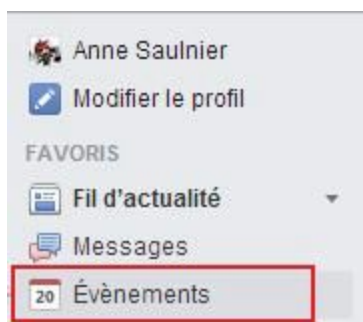 Anne Saulnier
Modifier le profil
FAVORIS
Fil d'actualité
Messages
20 Évènements